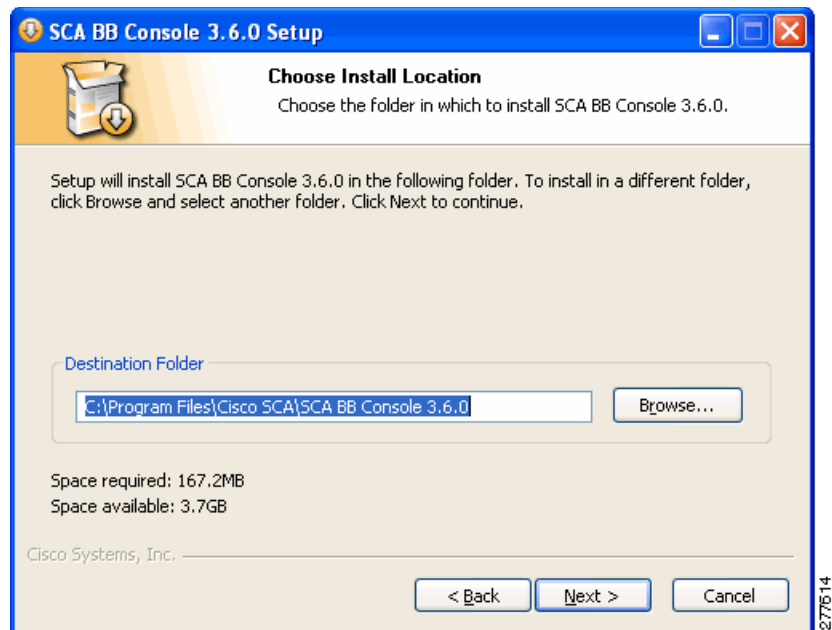 SCA BB Console 3.6.0 Setup
Choose Install Location
Choose the folder in which to install SCA BB Console 3.6.0.
Setup will install SCA BB Console 3.6.0 in the following folder. To install in a different folder,
click Browse and select another folder. Click Next to continue.
Destination Folder
C:\Program Files\Cisco SCA\SCA BB Console 3.6.0
Browse...
Space required: 167.2MB
Space available: 3.7GB
Cisco Systems, Inc.
< Back
Next >
Cancel
277614